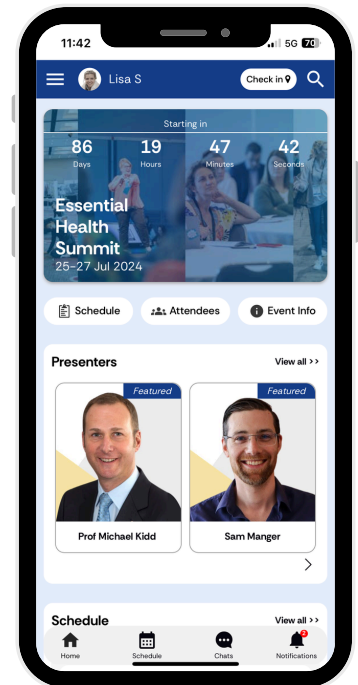 11:42
5G 70
Lisa S
Check in
Starting in
86 19 47 42
Days Hours Minutes Seconds
Essential
Health
Summit
25-27 Jul 2024
Schedule Attendees Event Info
Presenters View all >>
Featured Featured
Prof Michael Kidd Sam Manger
Schedule View all >>
2
Home Schedule Chats Notifications